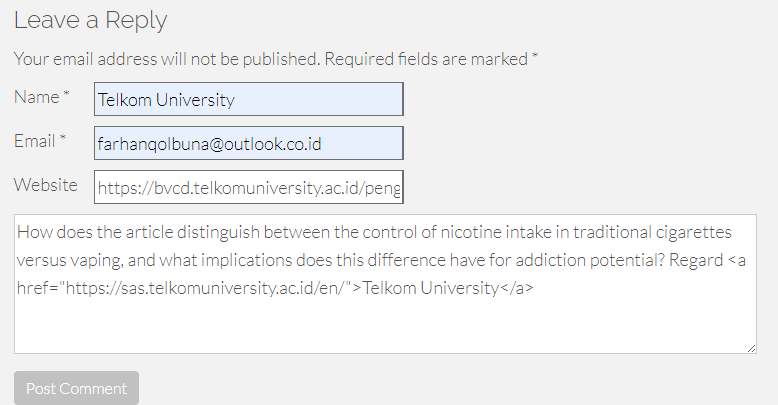 Leave a Reply
Your email address will not be published. Required fields are marked *
Name * Telkom University
Email * farhanqolbuna@outlook.co.id
Website https://bvcd.telkomuniversity.ac.id/peng
How does the article distinguish between the control of nicotine intake in traditional cigarettes
versus vaping, and what implications does this difference have for addiction potential? Regard <a
href="https://sas.telkomuniversity.ac.id/en/">Telkom University</a>
Post Comment